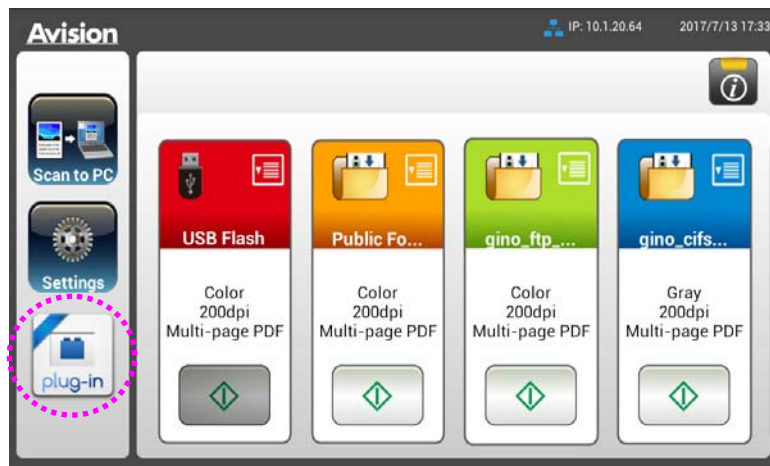 Avision
IP: 10.1.20.64
2017/7/13 17:33
Scan to PC
Settings
plug-in
USB Flash
Color
200dpi
Multi-page PDF
Public Fo...
Color
200dpi
Multi-page PDF
gino_ftp_...
Color
200dpi
Multi-page PDF
gino_cifs...
Gray
200dpi
Multi-page PDF